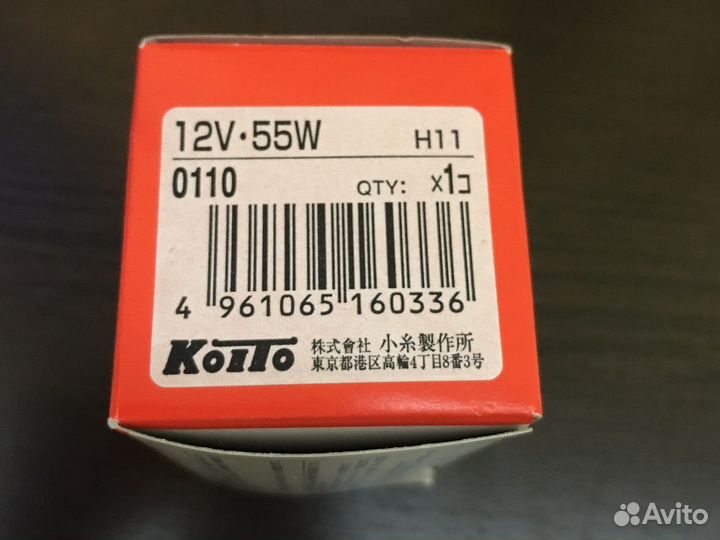 12V・55W H11
0110 QTY: x1コ
4 961065 160336
KOITO 株式會社 小糸製作所
東京都港区高輪4丁目8番3号
Avito